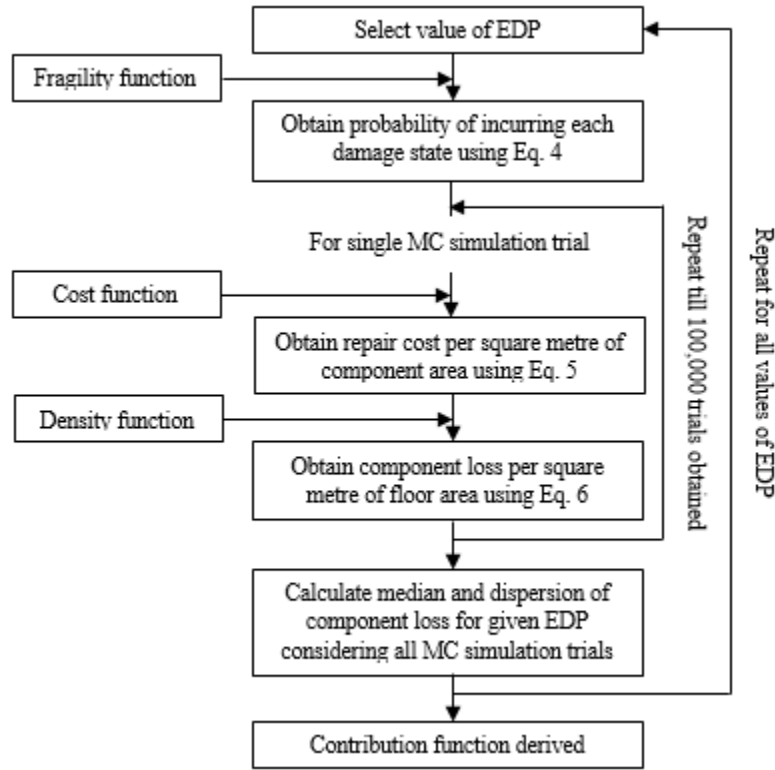 Select value of EDP
Fragility function
Obtain probability of incurring each
damage state using Eq. 4
For single MC simulation trial
Cost function
Obtain repair cost per square metre of
component area using Eq. 5
Density function
Obtain component loss per square
metre of floor area using Eq. 6
Calculate median and dispersion of
component loss for given EDP
considering all MC simulation trials
Contribution function derived
Repeat till 100,000 trials obtained
Repeat for all values of EDP